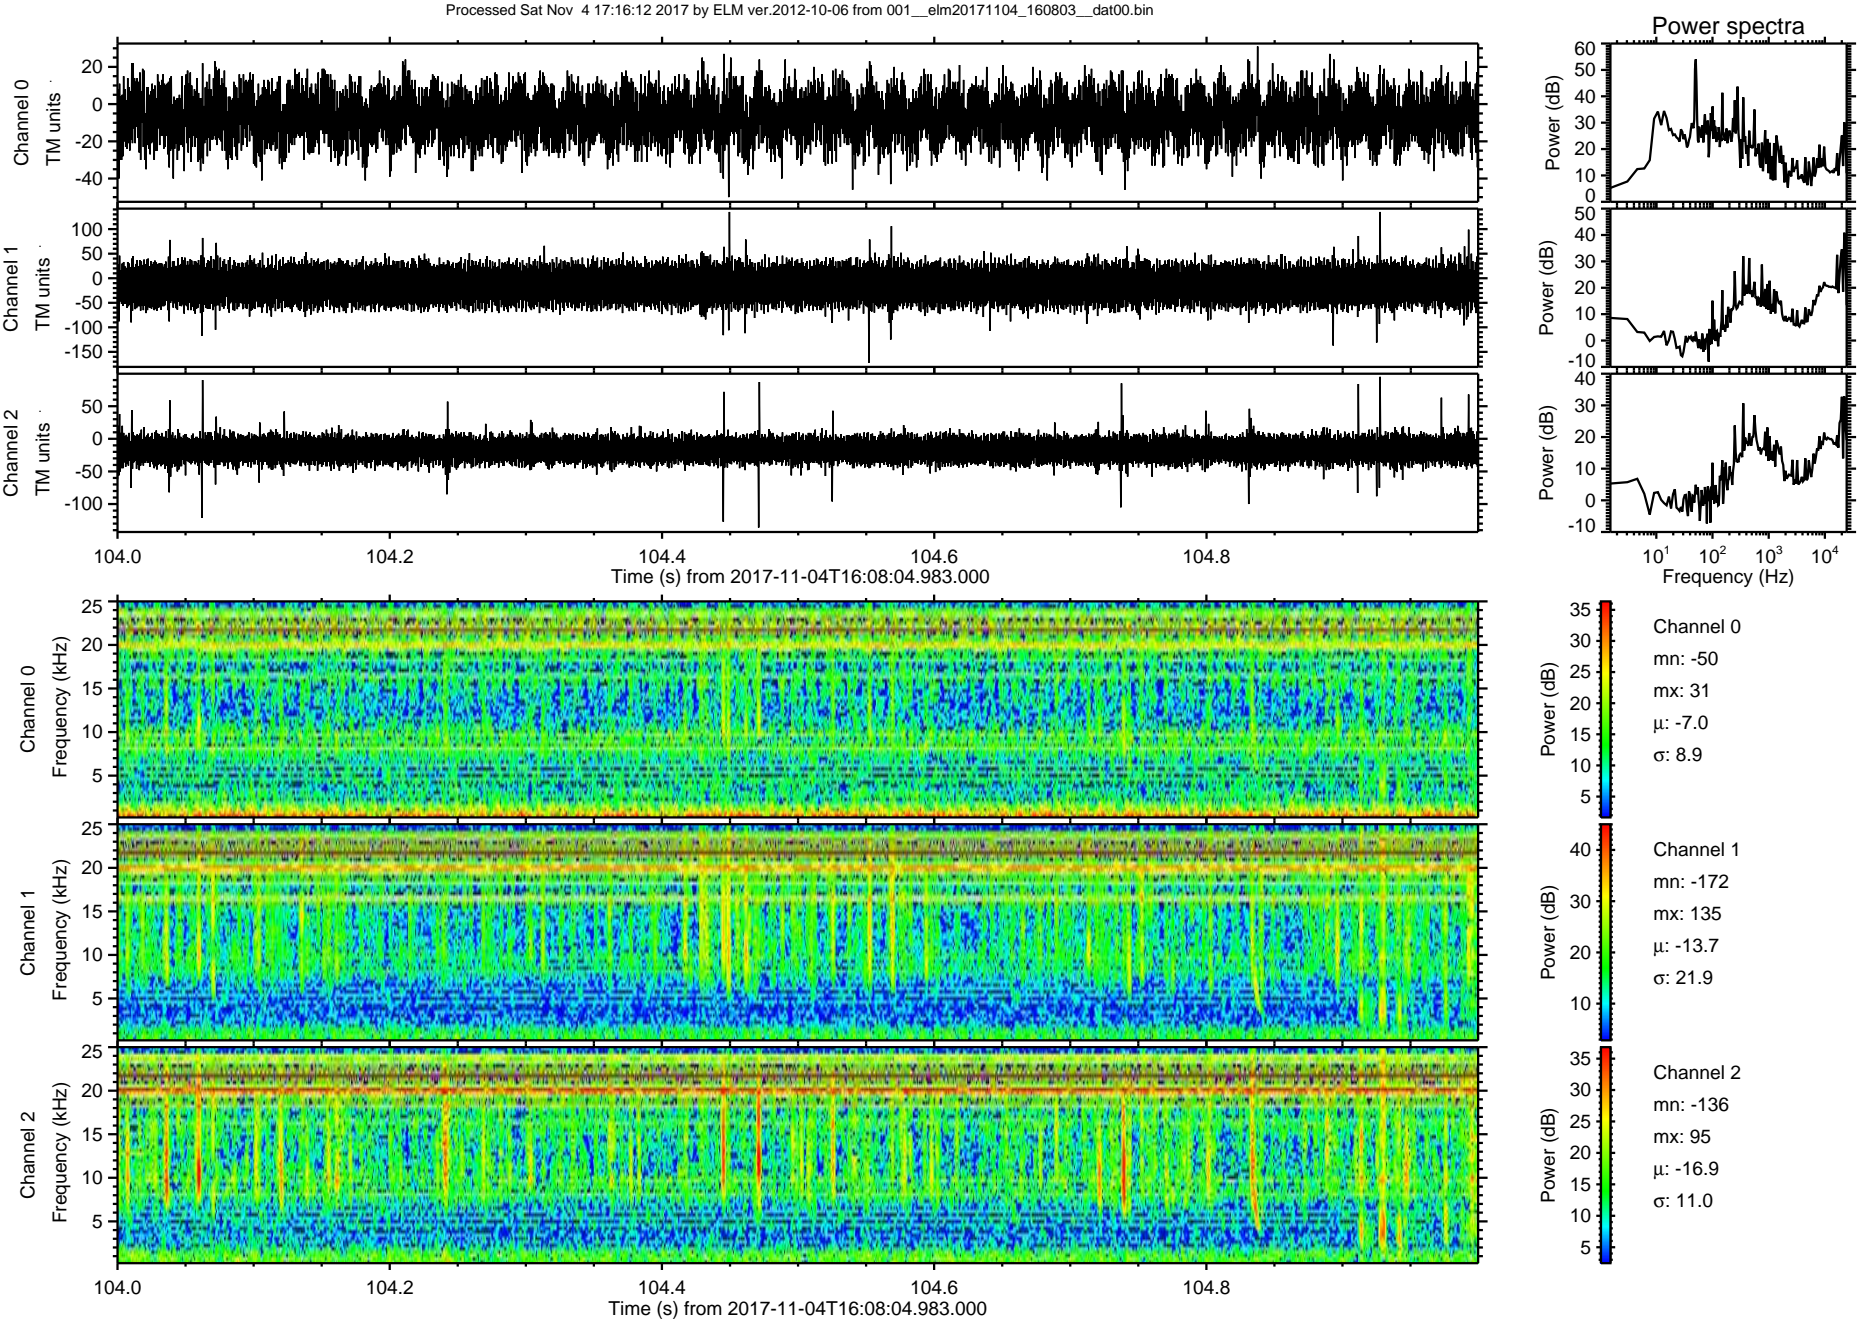 Processed Sat Nov  4 17:16:12 2017 by ELM ver.2012-10-06 from 001__elm20171104_160803__dat00.bin
Power spectra
Channel 0
TM units
20
0
-20
-40
Power (dB)
60
50
40
30
20
10
0
Channel 1
TM units
100
50
0
-50
-100
-150
Power (dB)
50
40
30
20
10
0
-10
Channel 2
TM units
50
0
-50
-100
Power (dB)
40
30
20
10
0
-10
104.0 104.2 104.4 104.6 104.8
Time (s) from 2017-11-04T16:08:04.983.000
10^1 10^2 10^3 10^4
Frequency (Hz)
Channel 0
Frequency (kHz)
25
20
15
10
5
Power (dB)
35
30
25
20
15
10
5
Channel 0
mn: -50
mx: 31
μ: -7.0
σ: 8.9
Channel 1
Frequency (kHz)
25
20
15
10
5
Power (dB)
40
30
20
10
Channel 1
mn: -172
mx: 135
μ: -13.7
σ: 21.9
Channel 2
Frequency (kHz)
25
20
15
10
5
Power (dB)
35
30
25
20
15
10
5
Channel 2
mn: -136
mx: 95
μ: -16.9
σ: 11.0
104.0 104.2 104.4 104.6 104.8
Time (s) from 2017-11-04T16:08:04.983.000